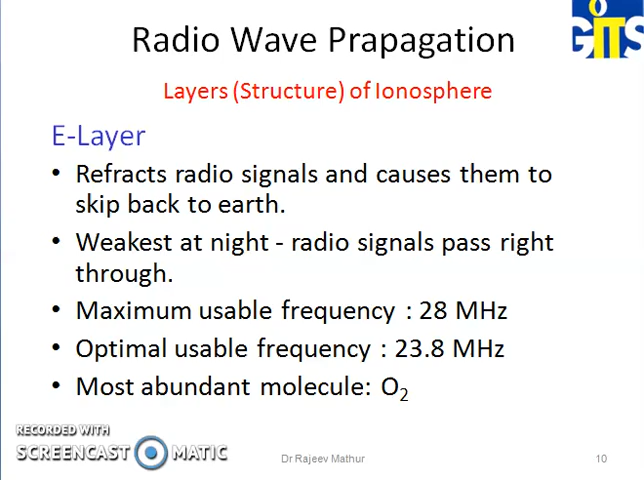 Radio Wave Prapagation
GITS
Layers (Structure) of Ionosphere
E-Layer
• Refracts radio signals and causes them to
skip back to earth.
• Weakest at night - radio signals pass right
through.
• Maximum usable frequency : 28 MHz
• Optimal usable frequency : 23.8 MHz
• Most abundant molecule: O₂
RECORDED WITH
SCREENCAST MATIC
Dr Rajeev Mathur
10